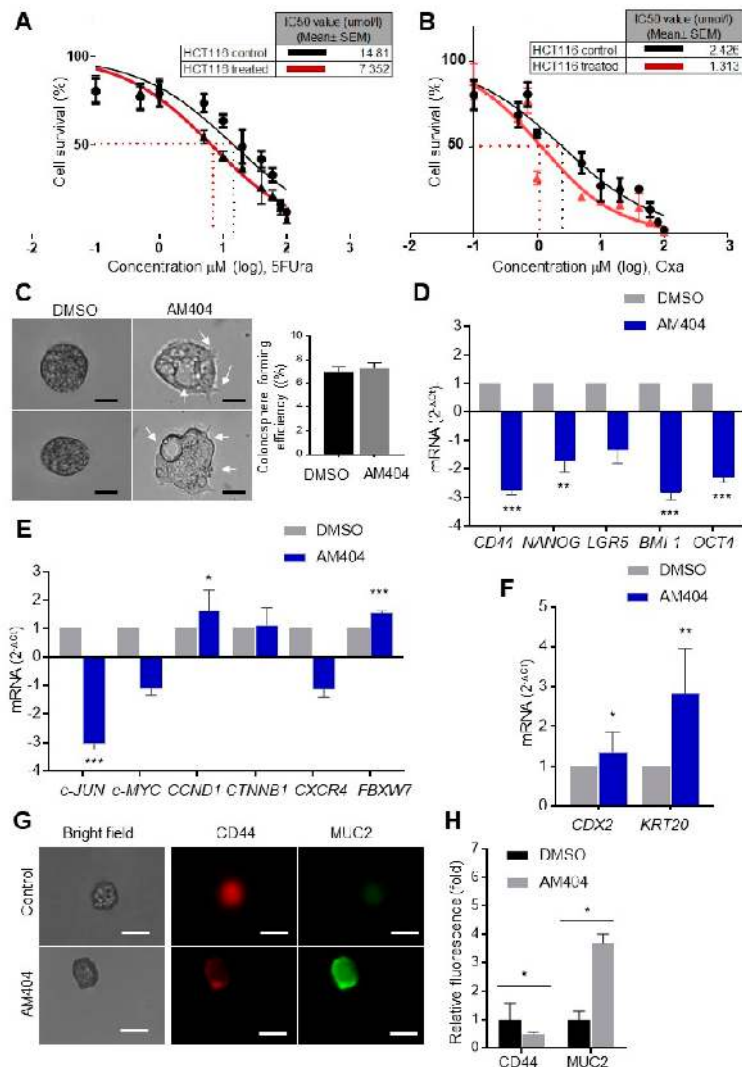 A
IC50 value (umol/l)
(Mean± SEM)
HCT116 control 14.81
HCT116 treated 7.352
Cell survival (%)
100
50
-2 -1 0 1 2 3
Concentration µM (log), 5FUra
B
IC50 value (umol/l)
(Mean± SEM)
HCT116 control 2.426
HCT116 treated 1.313
Cell survival (%)
100
50
-2 -1 0 1 2 3
Concentration µM (log), Cxa
C
DMSO AM404
Colonosphere forming
efficiency ((%)
10
8
6
4
2
0
DMSO
AM404
D
DMSO
AM404
mRNA (2-ΔCt)
3
2
1
0
-1
-2
-3
-4
*** ** *** ***
CD44 NANOG LGR5 BMI-1 OCT4
E
DMSO
AM404
mRNA (2-ΔCt)
4
3
2
1
0
-1
-2
-3
-4
*** * ***
c-JUN c-MYC CCND1 CTNNB1 CXCR4 FBXW7
F
DMSO
AM404
mRNA (2-ΔCt)
5
4
3
2
1
0
* **
CDX2 KRT20
G
Bright field CD44 MUC2
Control
AM404
H
DMSO
AM404
Relative fluorescence (fold)
7
6
5
4
3
2
1
0
* *
CD44 MUC2